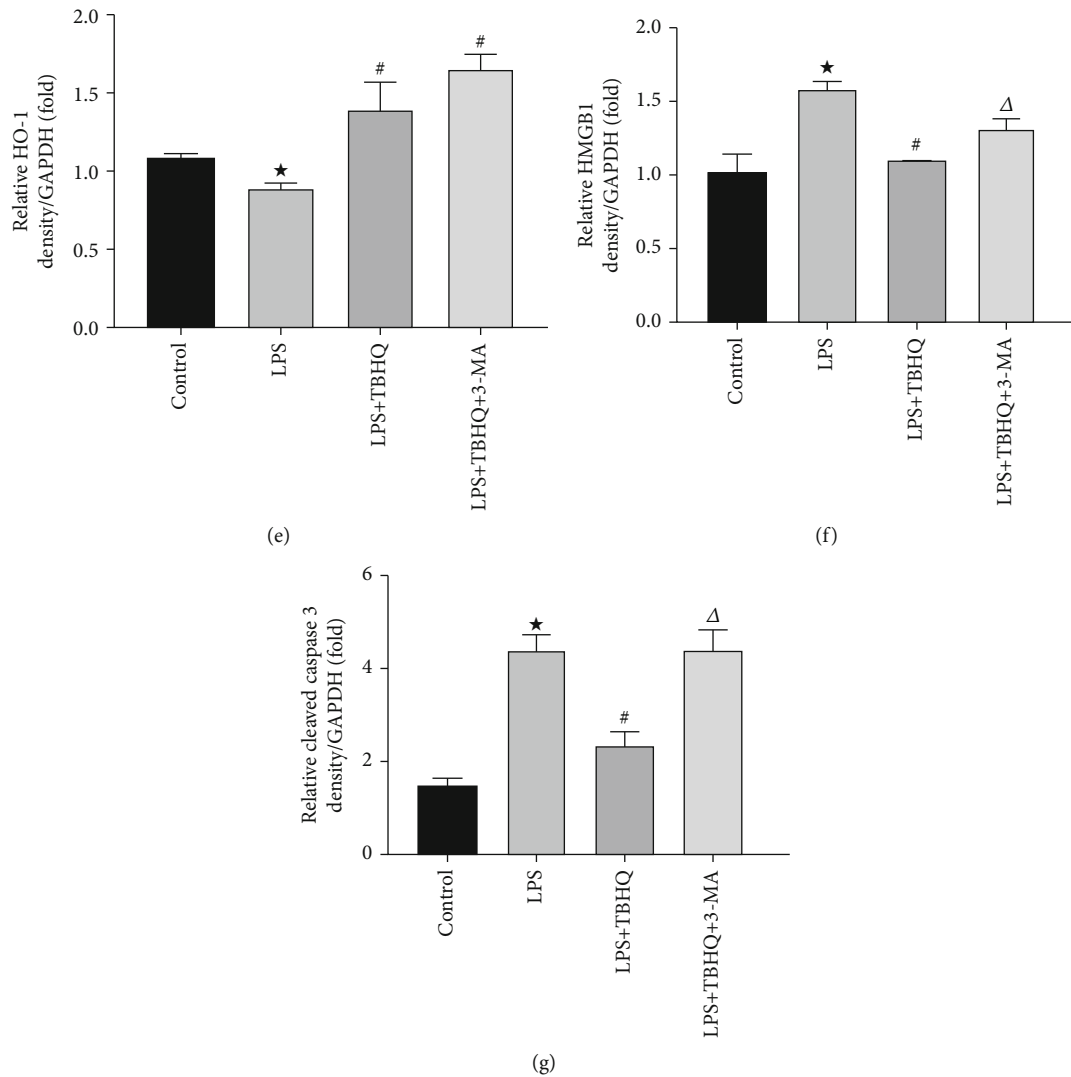 Relative HO-1
density/GAPDH (fold)
2.0
1.5
1.0
0.5
0.0
★
#
#
Control
LPS
LPS+TBHQ
LPS+TBHQ+3-MA
(e)
Relative HMGB1
density/GAPDH (fold)
2.0
1.5
1.0
0.5
0.0
★
#
Δ
Control
LPS
LPS+TBHQ
LPS+TBHQ+3-MA
(f)
Relative cleaved caspase 3
density/GAPDH (fold)
6
4
2
0
★
#
Δ
Control
LPS
LPS+TBHQ
LPS+TBHQ+3-MA
(g)